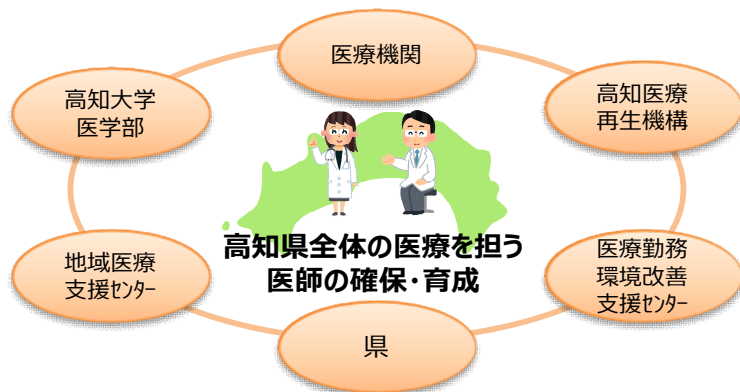 医療機関
高知大学
医学部
高知医療
再生機構
高知県全体の医療を担う
医師の確保・育成
地域医療
支援ｾﾝﾀｰ
医療勤務
環境改善
支援ｾﾝﾀｰ
県